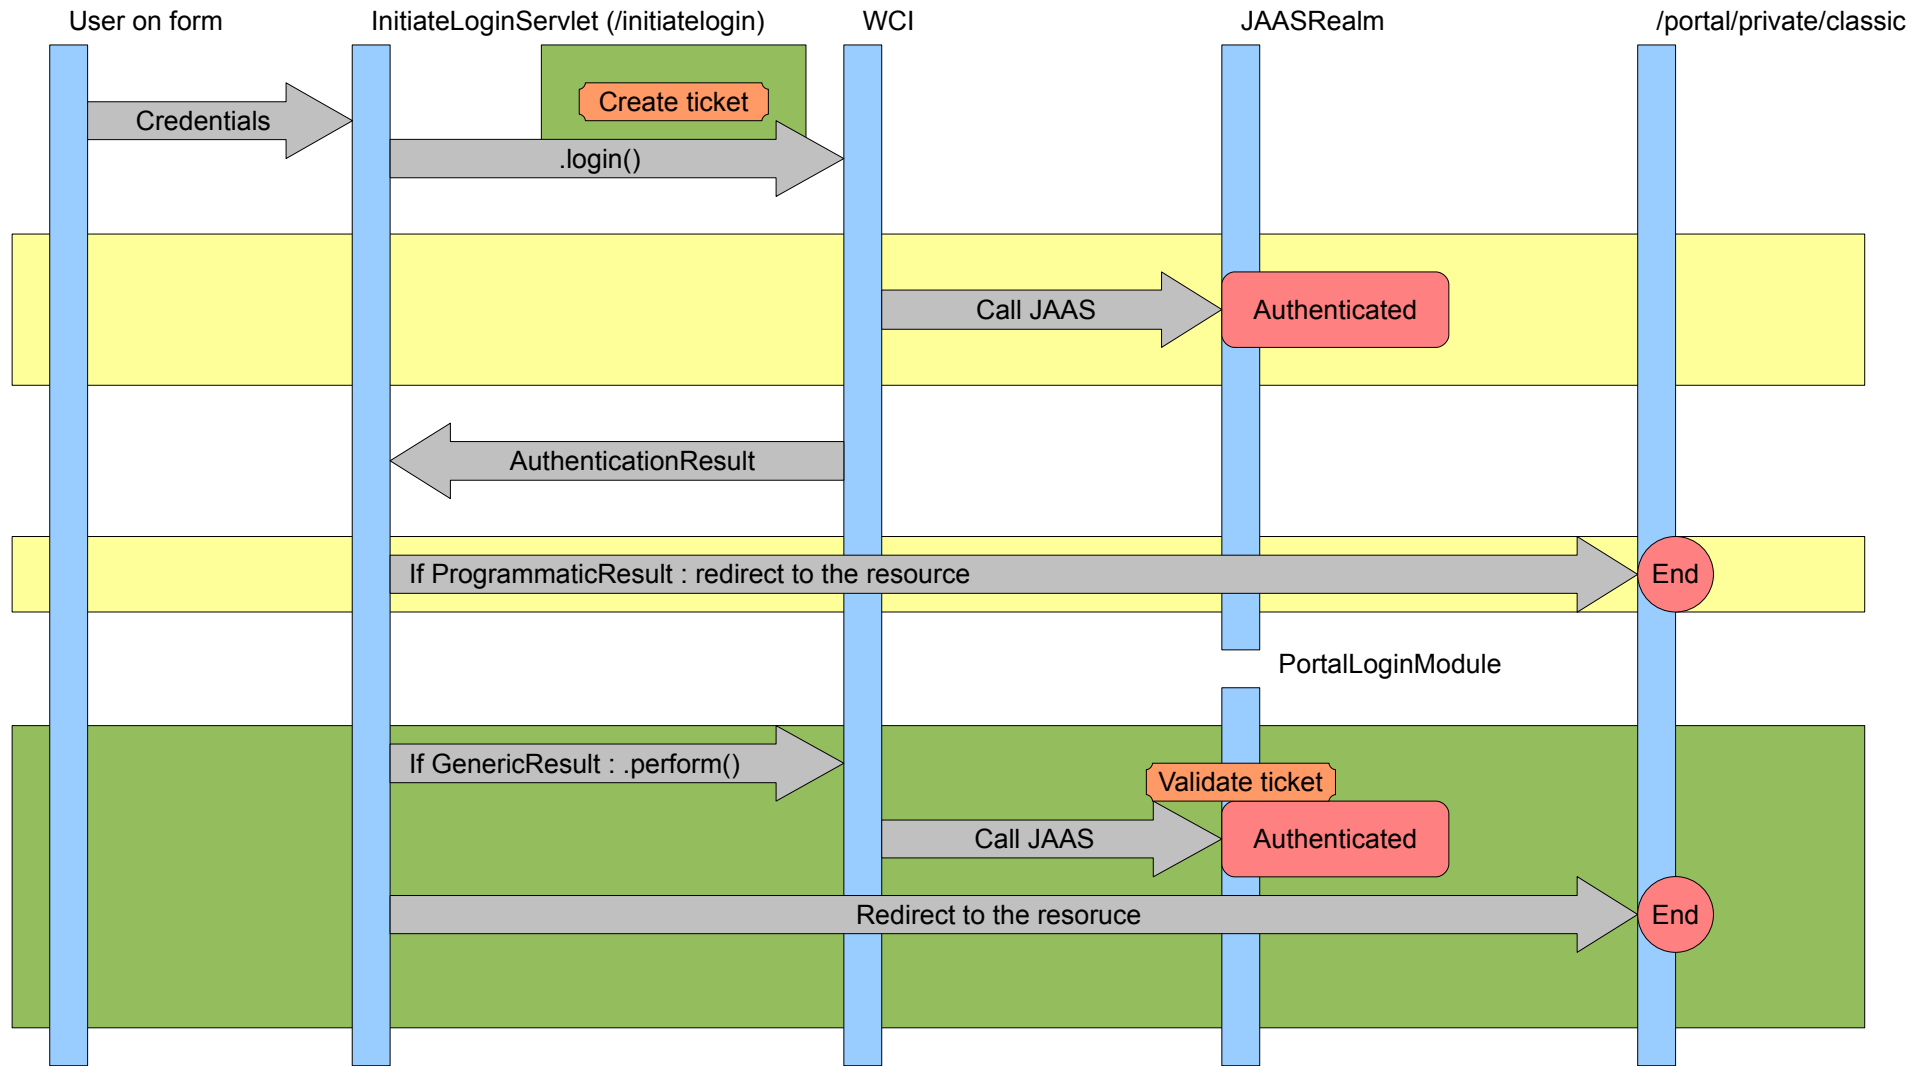 User on form
InitiateLoginServlet (/initiatelogin)
WCI
JAASRealm
/portal/private/classic
Create ticket
Credentials
.login()
Call JAAS
Authenticated
AuthenticationResult
If ProgrammaticResult : redirect to the resource
End
PortalLoginModule
If GenericResult : .perform()
Validate ticket
Call JAAS
Authenticated
Redirect to the resoruce
End